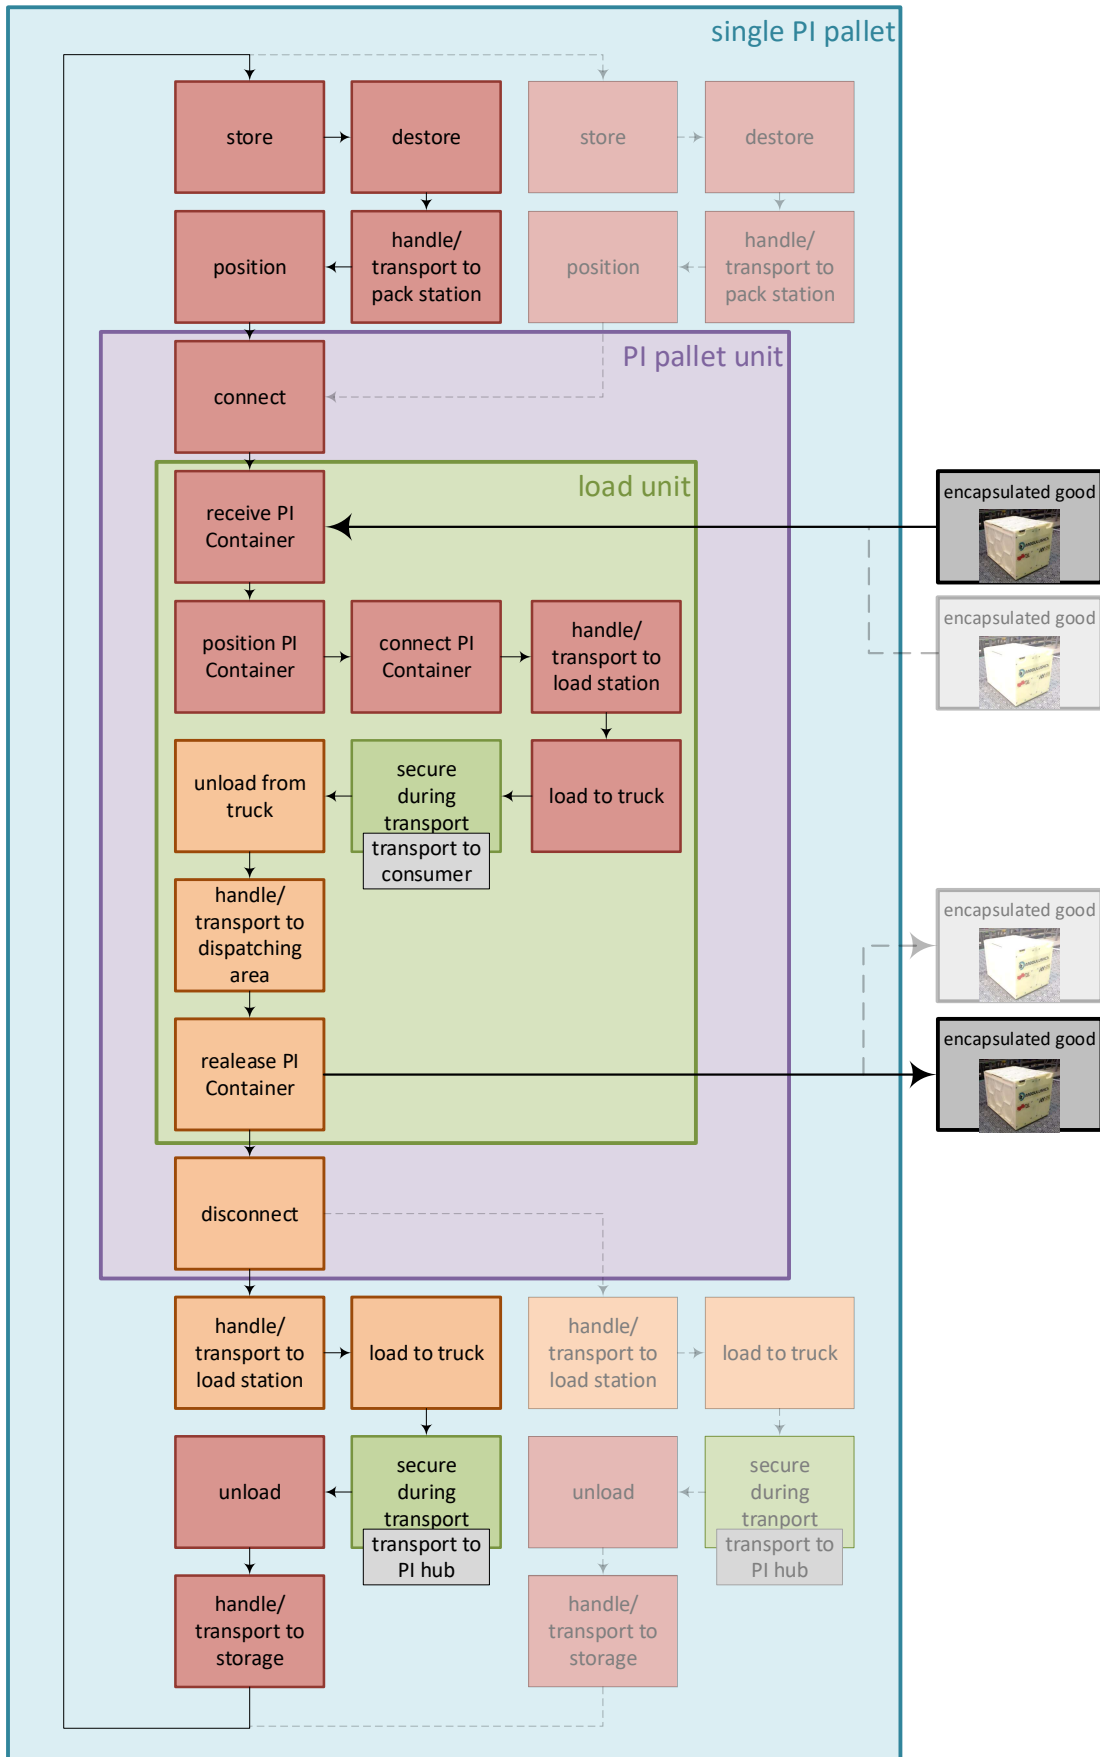 single PI pallet
store
destore
store
destore
position
handle/
transport to
pack station
position
handle/
transport to
pack station
PI pallet unit
connect
load unit
receive PI
Container
encapsulated good
encapsulated good
position PI
Container
connect PI
Container
handle/
transport to
load station
unload from
truck
secure
during
transport
transport to
consumer
load to truck
handle/
transport to
dispatching
area
encapsulated good
realease PI
Container
encapsulated good
disconnect
handle/
transport to
load station
load to truck
handle/
transport to
load station
load to truck
unload
secure
during
transport
transport to
PI hub
unload
secure
during
tranport
transport to
PI hub
handle/
transport to
storage
handle/
transport to
storage